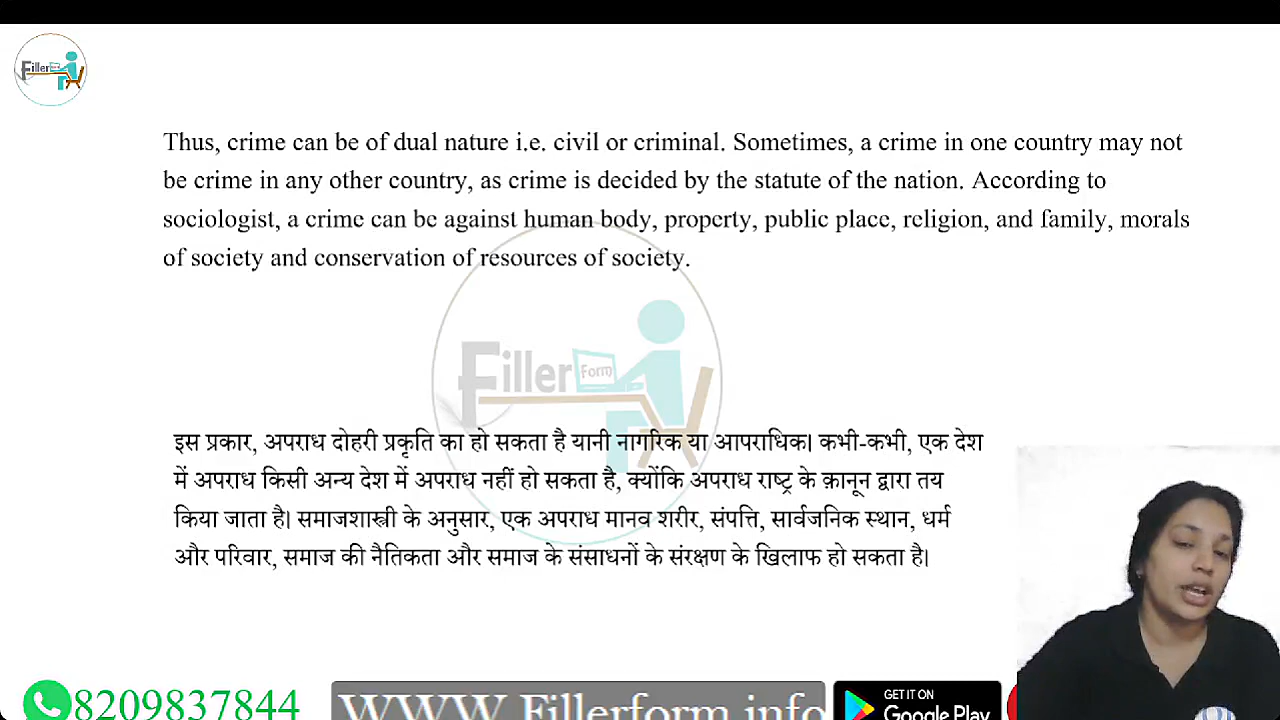 Filler
Thus, crime can be of dual nature i.e. civil or criminal. Sometimes, a crime in one country may not
be crime in any other country, as crime is decided by the statute of the nation. According to
sociologist, a crime can be against human body, property, public place, religion, and family, morals
of society and conservation of resources of society.
Filler Form
इस प्रकार, अपराध दोहरी प्रकृति का हो सकता है यानी नागरिक या आपराधिक। कभी-कभी, एक देश
में अपराध किसी अन्य देश में अपराध नहीं हो सकता है, क्योंकि अपराध राष्ट्र के क़ानून द्वारा तय
किया जाता है। समाजशास्त्री के अनुसार, एक अपराध मानव शरीर, संपत्ति, सार्वजनिक स्थान, धर्म
और परिवार, समाज की नैतिकता और समाज के संसाधनों के संरक्षण के खिलाफ हो सकता है।
8209837844
WWW.Fillerform.info
GET IT ON
Google Play